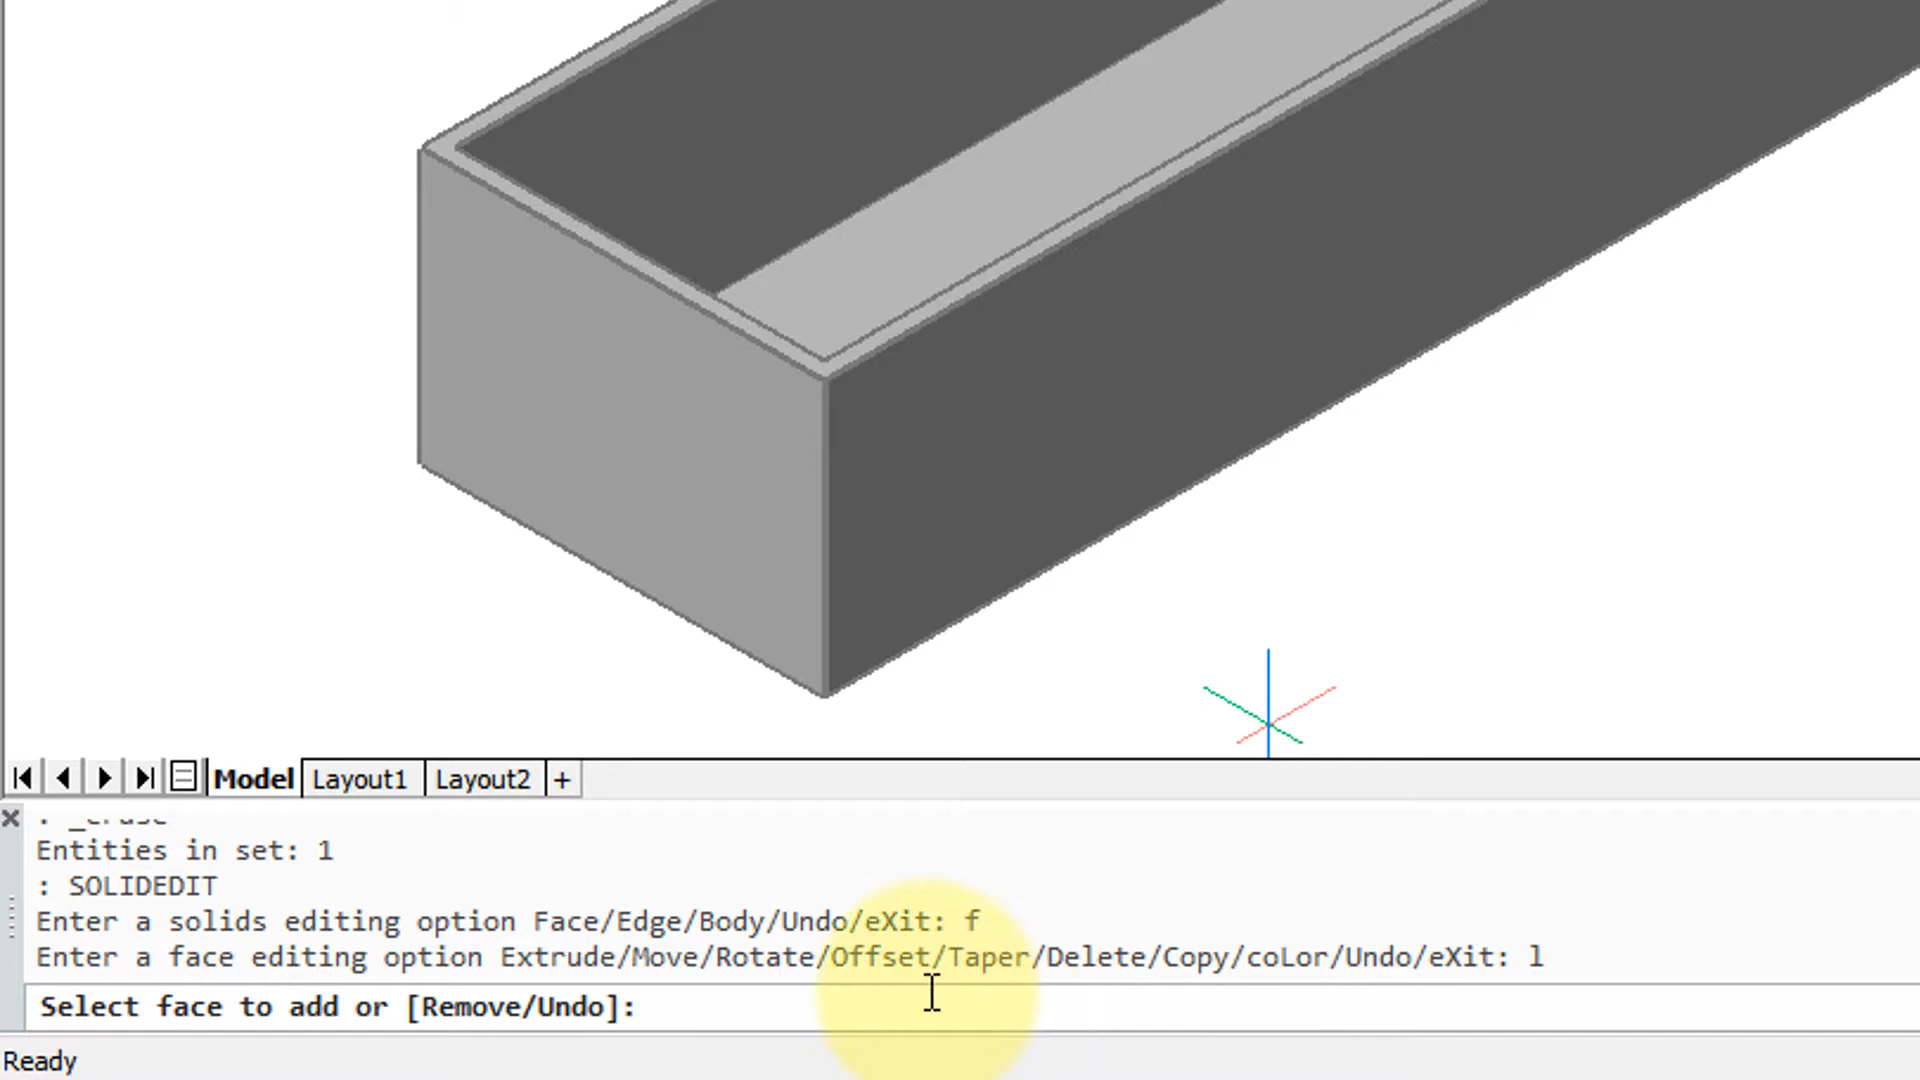 Model Layout1 Layout2 +
: _erase
Entities in set: 1
: SOLIDEDIT
Enter a solids editing option Face/Edge/Body/Undo/eXit: f
Enter a face editing option Extrude/Move/Rotate/Offset/Taper/Delete/Copy/coLor/Undo/eXit: l
Select face to add or [Remove/Undo]:
Ready